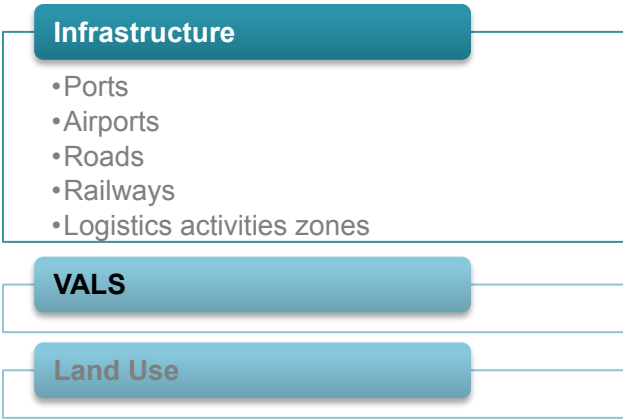 Infrastructure
•Ports
•Airports
•Roads
•Railways
•Logistics activities zones
VALS
Land Use